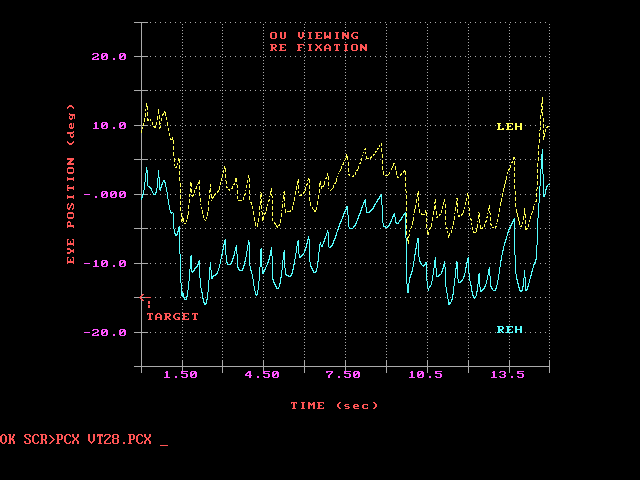 OU VIEWING
RE FIXATION
20.0
10.0
LEH
EYE POSITION (deg)
-.000
-10.0
TARGET
-20.0
REH
1.50 4.50 7.50 10.5 13.5
TIME (sec)
OK SCR>PCX VT28.PCX _